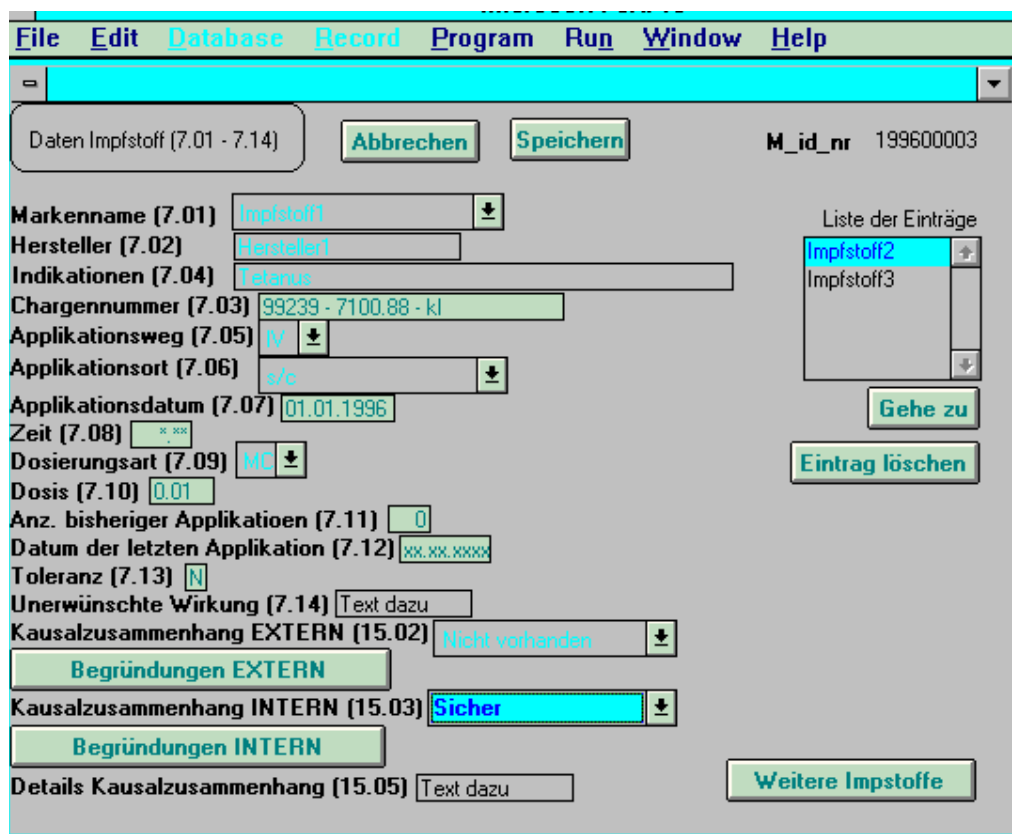 File Edit Database Record Program Run Window Help
Daten Impfstoff (7.01 - 7.14) Abbrechen Speichern M_id_nr 199600003
Markenname (7.01) Impfstoff1
Hersteller (7.02) Hersteller1
Indikationen (7.04) Tetanus
Chargennummer (7.03) 99239 - 7100.88 - kl
Applikationsweg (7.05) IV
Applikationsort (7.06) s/c
Applikationsdatum (7.07) 01.01.1996
Zeit (7.08) *.**
Dosierungsart (7.09) MC
Dosis (7.10) 0.01
Anz. bisheriger Applikatioen (7.11) 0
Datum der letzten Applikation (7.12) xx.xx.xxxx
Toleranz (7.13) N
Unerwünschte Wirkung (7.14) Text dazu
Kausalzusammenhang EXTERN (15.02) Nicht vorhanden
Begründungen EXTERN
Kausalzusammenhang INTERN (15.03) Sicher
Begründungen INTERN
Details Kausalzusammenhang (15.05) Text dazu
Liste der Einträge
Impfstoff2
Impfstoff3
Gehe zu
Eintrag löschen
Weitere Impstoffe